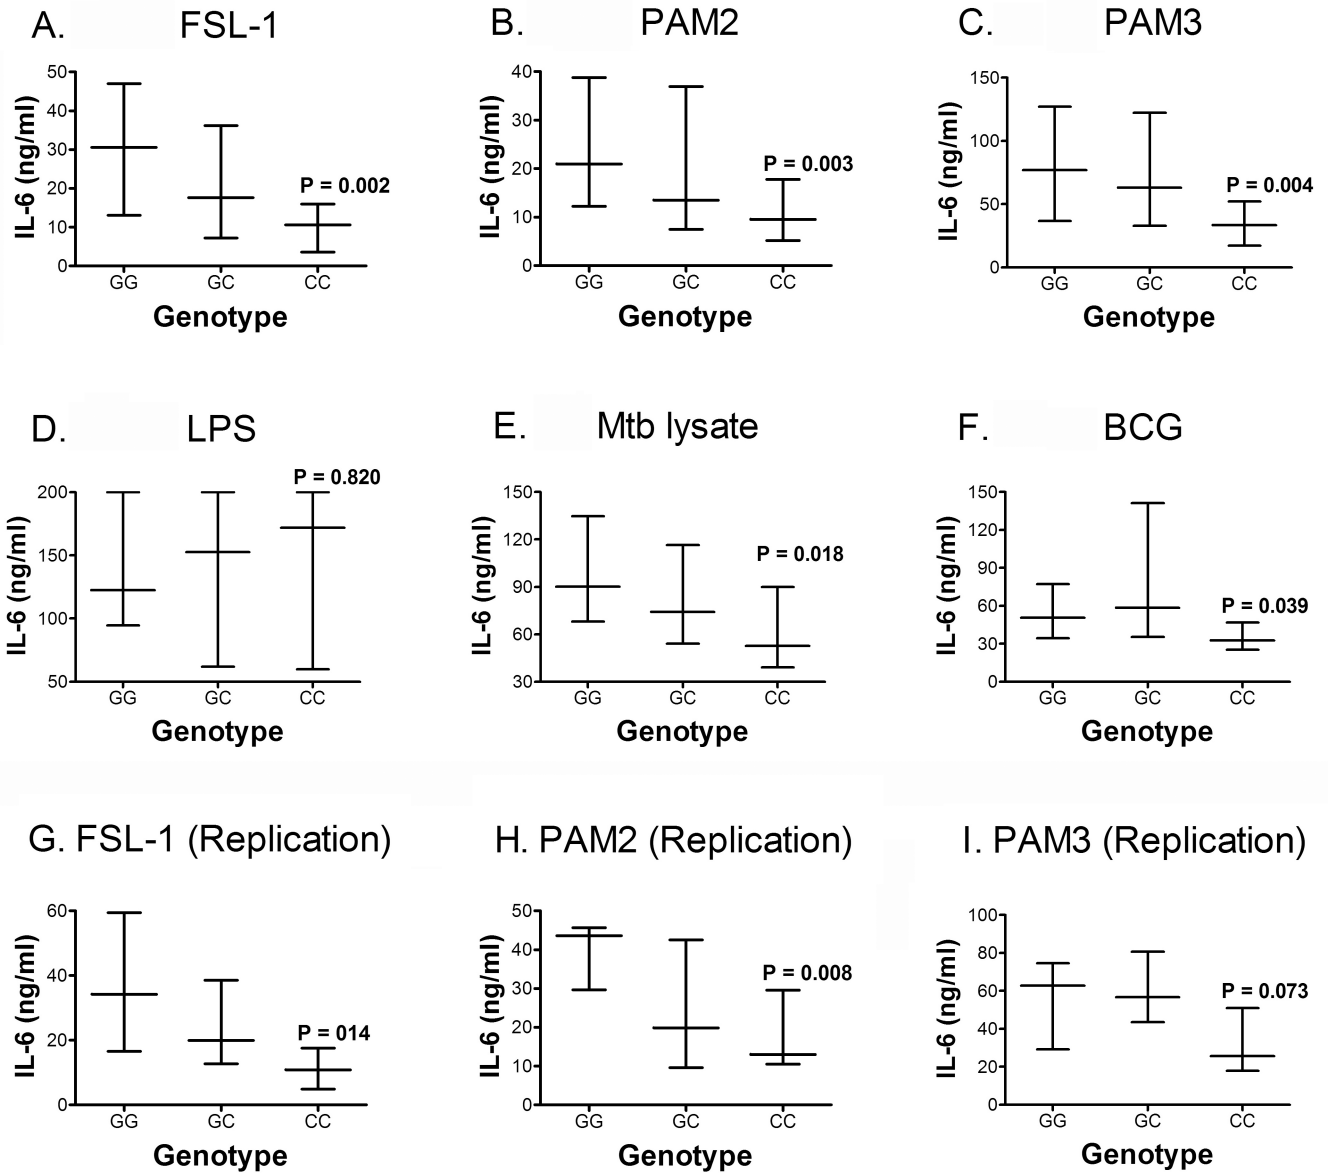 A. FSL-1
IL-6 (ng/ml)
50
40
30
20
10
0
P = 0.002
GG GC CC
Genotype
B. PAM2
IL-6 (ng/ml)
40
30
20
10
0
P = 0.003
GG GC CC
Genotype
C. PAM3
IL-6 (ng/ml)
150
100
50
0
P = 0.004
GG GC CC
Genotype
D. LPS
IL-6 (ng/ml)
200
150
100
50
P = 0.820
GG GC CC
Genotype
E. Mtb lysate
IL-6 (ng/ml)
150
120
90
60
30
P = 0.018
GG GC CC
Genotype
F. BCG
IL-6 (ng/ml)
150
120
90
60
30
0
P = 0.039
GG GC CC
Genotype
G. FSL-1 (Replication)
IL-6 (ng/ml)
60
40
20
0
P = 014
GG GC CC
Genotype
H. PAM2 (Replication)
IL-6 (ng/ml)
50
40
30
20
10
0
P = 0.008
GG GC CC
Genotype
I. PAM3 (Replication)
IL-6 (ng/ml)
100
80
60
40
20
0
P = 0.073
GG GC CC
Genotype